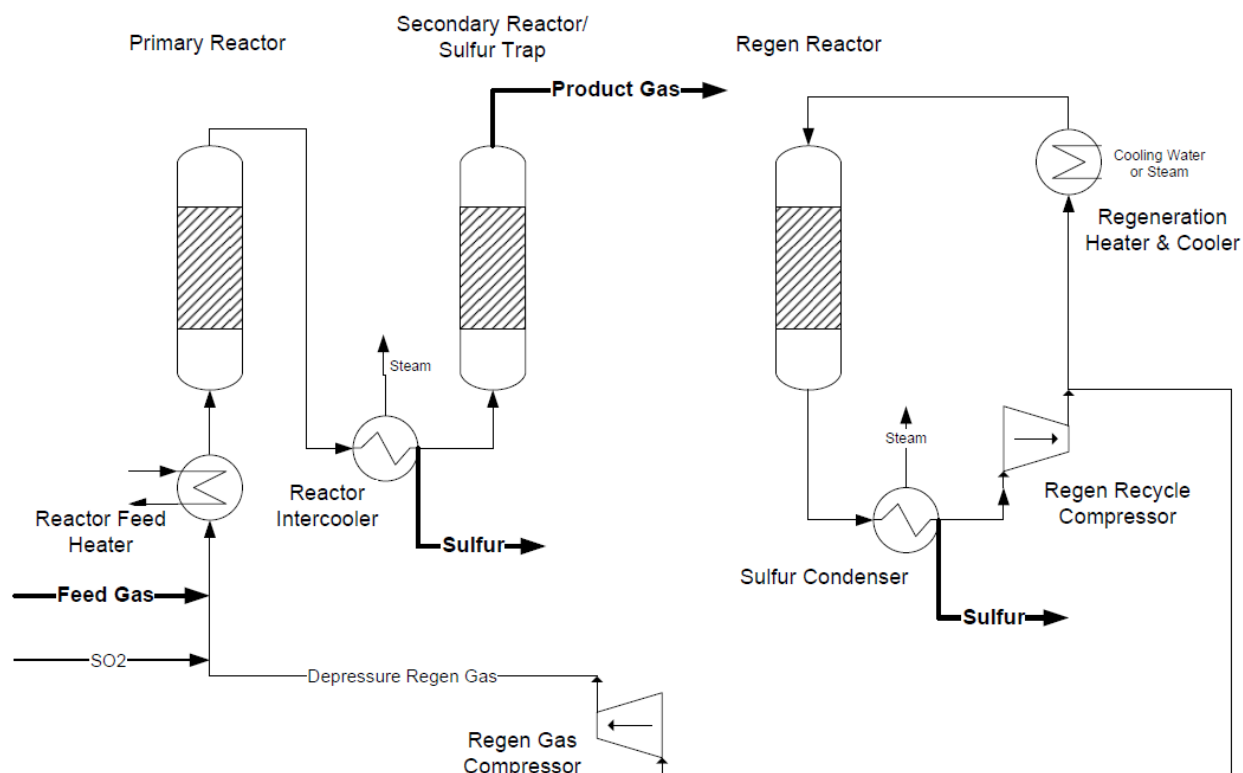 Primary Reactor
Secondary Reactor/
Sulfur Trap
Regen Reactor
Product Gas
Cooling Water
or Steam
Regeneration
Heater & Cooler
Steam
Reactor Feed
Heater
Reactor
Intercooler
Sulfur
Steam
Regen Recycle
Compressor
Sulfur Condenser
Sulfur
Feed Gas
SO2
Depressure Regen Gas
Regen Gas
Compressor